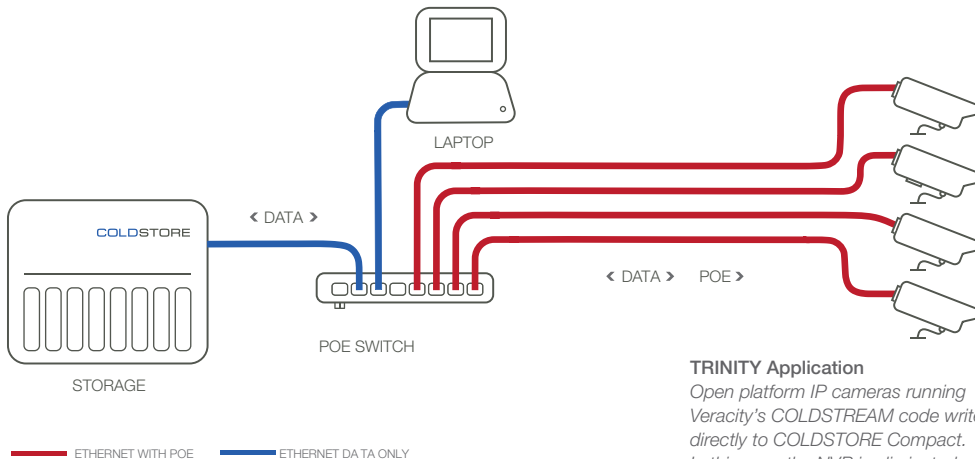 LAPTOP
< DATA >
COLDSTORE
< DATA > POE >
POE SWITCH
STORAGE
TRINITY Application
Open platform IP cameras running
Veracity's COLDSTREAM code write
directly to COLDSTORE Compact.
ETHERNET WITH POE
ETHERNET DATA ONLY